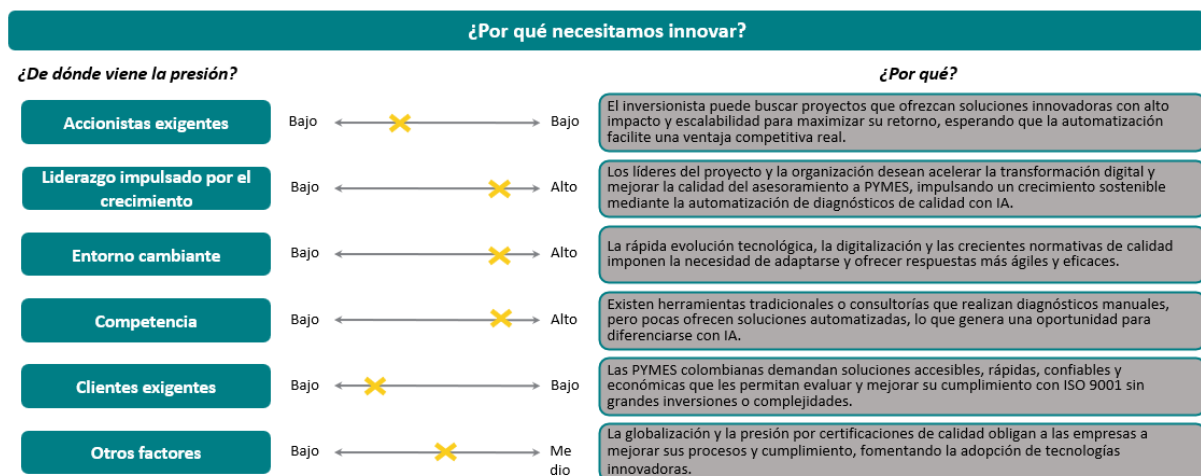 ¿Por qué necesitamos innovar?
¿De dónde viene la presión?
¿Por qué?
Accionistas exigentes
Bajo
Bajo
El inversionista puede buscar proyectos que ofrezcan soluciones innovadoras con alto
impacto y escalabilidad para maximizar su retorno, esperando que la automatización
facilite una ventaja competitiva real.
Liderazgo impulsado por el
crecimiento
Bajo
Alto
Los líderes del proyecto y la organización desean acelerar la transformación digital y
mejorar la calidad del asesoramiento a PYMES, impulsando un crecimiento sostenible
mediante la automatización de diagnósticos de calidad con IA.
Entorno cambiante
Bajo
Alto
La rápida evolución tecnológica, la digitalización y las crecientes normativas de calidad
imponen la necesidad de adaptarse y ofrecer respuestas más ágiles y eficaces.
Competencia
Bajo
Alto
Existen herramientas tradicionales o consultorías que realizan diagnósticos manuales,
pero pocas ofrecen soluciones automatizadas, lo que genera una oportunidad para
diferenciarse con IA.
Clientes exigentes
Bajo
Bajo
Las PYMES colombianas demandan soluciones accesibles, rápidas, confiables y
económicas que les permitan evaluar y mejorar su cumplimiento con ISO 9001 sin
grandes inversiones o complejidades.
Otros factores
Bajo
Me
dio
La globalización y la presión por certificaciones de calidad obligan a las empresas a
mejorar sus procesos y cumplimiento, fomentando la adopción de tecnologías
innovadoras.